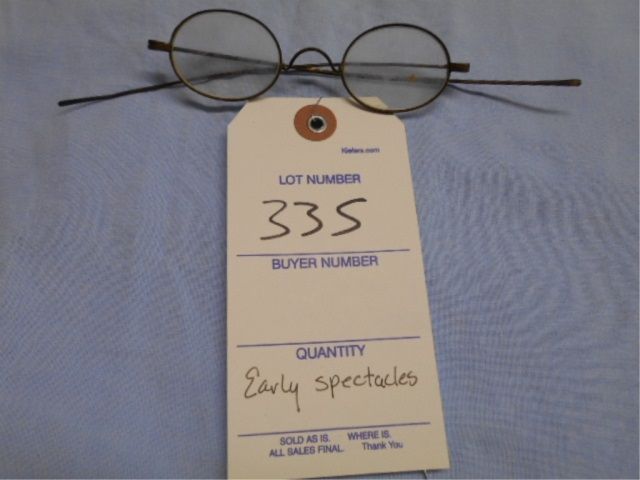 Kiefers.com
LOT NUMBER
335
BUYER NUMBER
QUANTITY
Early spectacles
SOLD AS IS. WHERE IS.
ALL SALES FINAL. Thank You